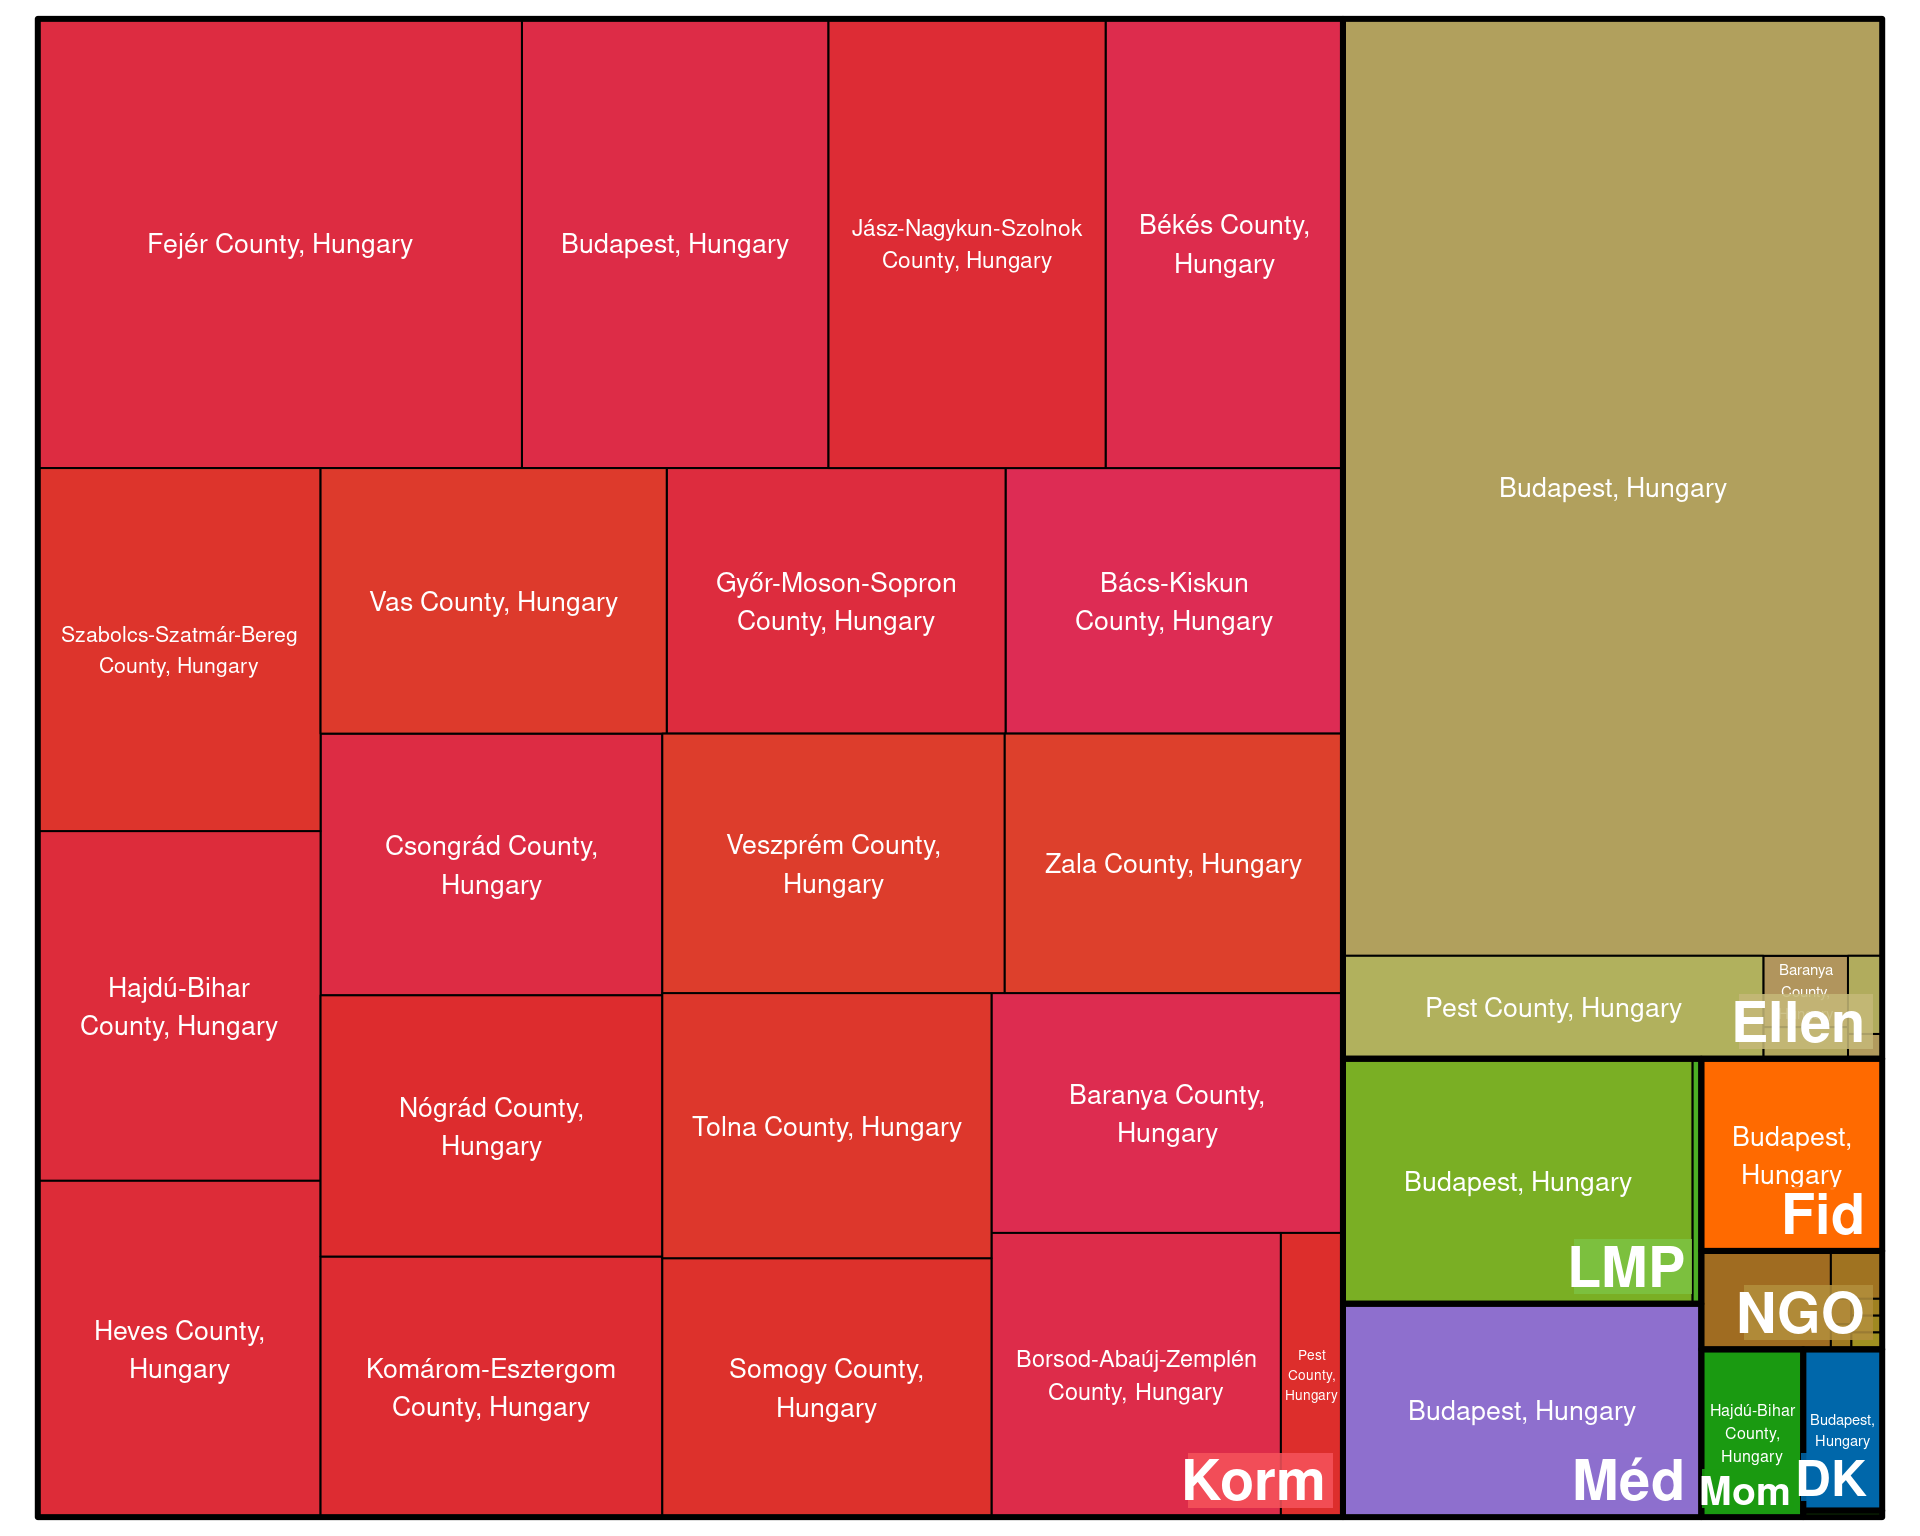 Fejér County, Hungary
Budapest, Hungary
Jász-Nagykun-Szolnok
County, Hungary
Békés County,
Hungary
Budapest, Hungary
Szabolcs-Szatmár-Bereg
County, Hungary
Vas County, Hungary
Győr-Moson-Sopron
County, Hungary
Bács-Kiskun
County, Hungary
Csongrád County,
Hungary
Veszprém County,
Hungary
Zala County, Hungary
Hajdú-Bihar
County, Hungary
Nógrád County,
Hungary
Tolna County, Hungary
Baranya County,
Hungary
Heves County,
Hungary
Komárom-Esztergom
County, Hungary
Somogy County,
Hungary
Borsod-Abaúj-Zemplén
County, Hungary
Pest
County,
Hungary
Korm
Pest County, Hungary
Baranya
County,
Ellen
Budapest, Hungary
LMP
Budapest,
Hungary
Fid
NGO
Budapest, Hungary
Méd
Hajdú-Bihar
County,
Hungary
Mom
Budapest,
Hungary
DK